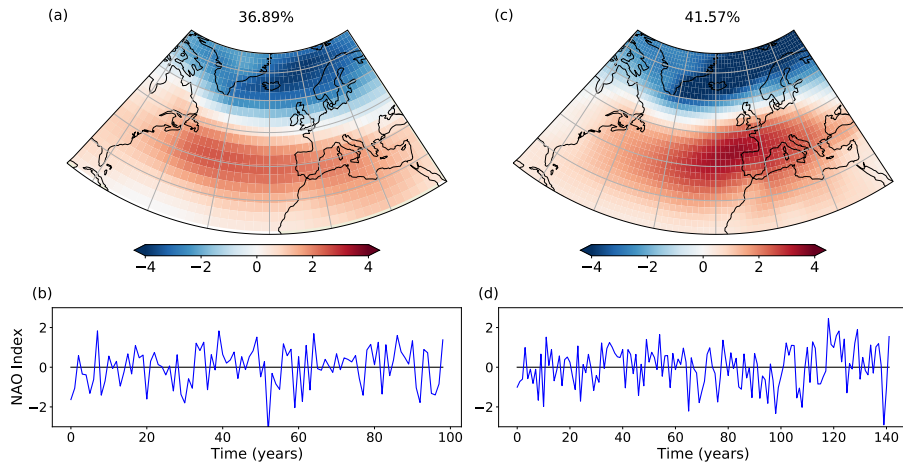 (a)
36.89%
−4 −2 0 2 4
(c)
41.57%
−4 −2 0 2 4
(b)
NAO Index
2
0
−2
0 20 40 60 80 100
Time (years)
(d)
2
0
−2
0 20 40 60 80 100 120 140
Time (years)